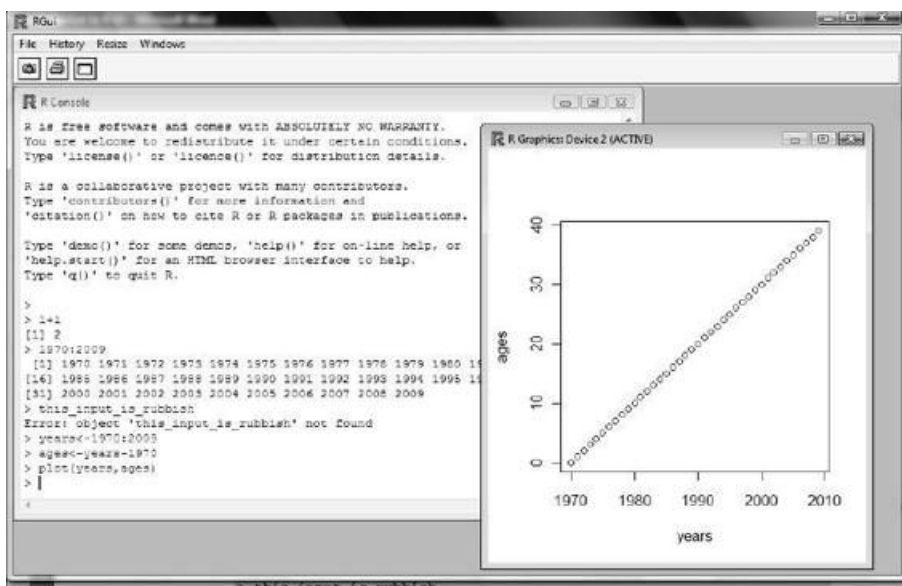 RGui
File History Resize Windows
R Console
R is free software and comes with ABSOLUTELY NO WARRANTY.
You are welcome to redistribute it under certain conditions.
Type 'license()' or 'licence()' for distribution details.
R is a collaborative project with many contributors.
Type 'contributors()' for more information and
'citation()' on how to cite R or R packages in publications.
Type 'demo()' for some demos, 'help()' for on-line help, or
'help.start()' for an HTML browser interface to help.
Type 'q()' to quit R.
>
> 1+1
[1] 2
> 1970:2009
[1] 1970 1971 1972 1973 1974 1975 1976 1977 1978 1979 1980
[16] 1985 1986 1987 1988 1989 1990 1991 1992 1993 1994 1995
[31] 2000 2001 2002 2003 2004 2005 2006 2007 2008 2009
> this_input_is_rubbish
Error: object 'this_input_is_rubbish' not found
> years<-1970:2009
> ages<-years-1970
> plot(years,ages)
>
R Graphics: Device 2 (ACTIVE)
40
30
20
10
0
ages
1970 1980 1990 2000 2010
years